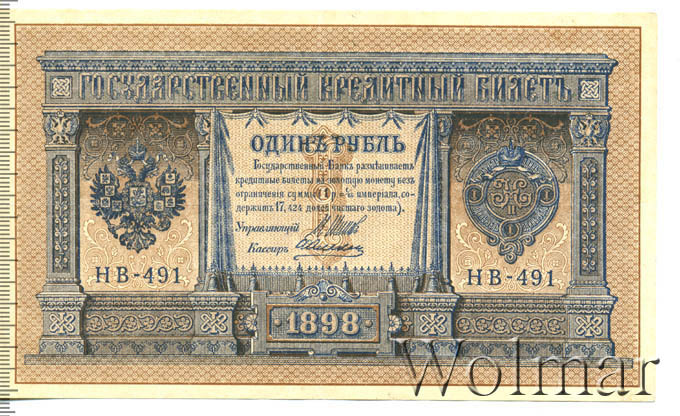 ГОСУДАРСТВЕННЫЙ КРЕДИТНЫЙ БИЛЕТЪ
ОДИНЪ РУБЛЬ
Государственный Банкъ размѣниваетъ
кредитные билеты на золотую монету безъ
ограниченія суммы (1 р. = 1/15 имперіала, со-
держитъ 17,424 долей чистаго золота).
Управляющій
Кассиръ
НВ-491
НВ-491
1898
Wolmar